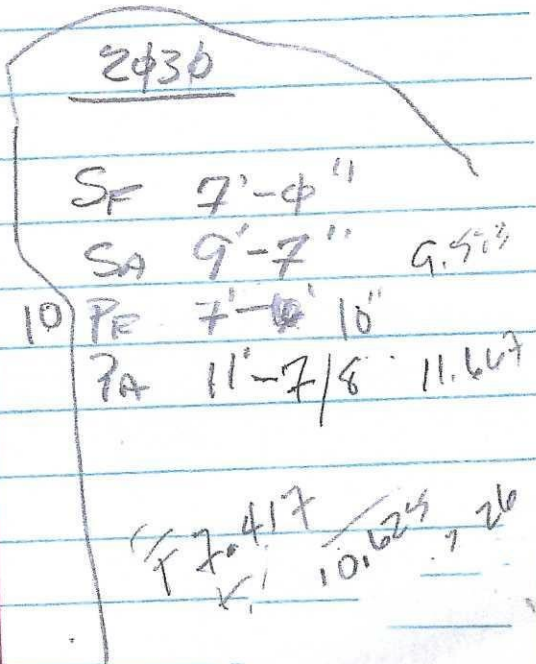 2030
SF 7'-0"
SA 9'-7" 9.583
10 PF 7'- 10"
PA 11'-7/8 11.667
F 7.417 10.625 .26